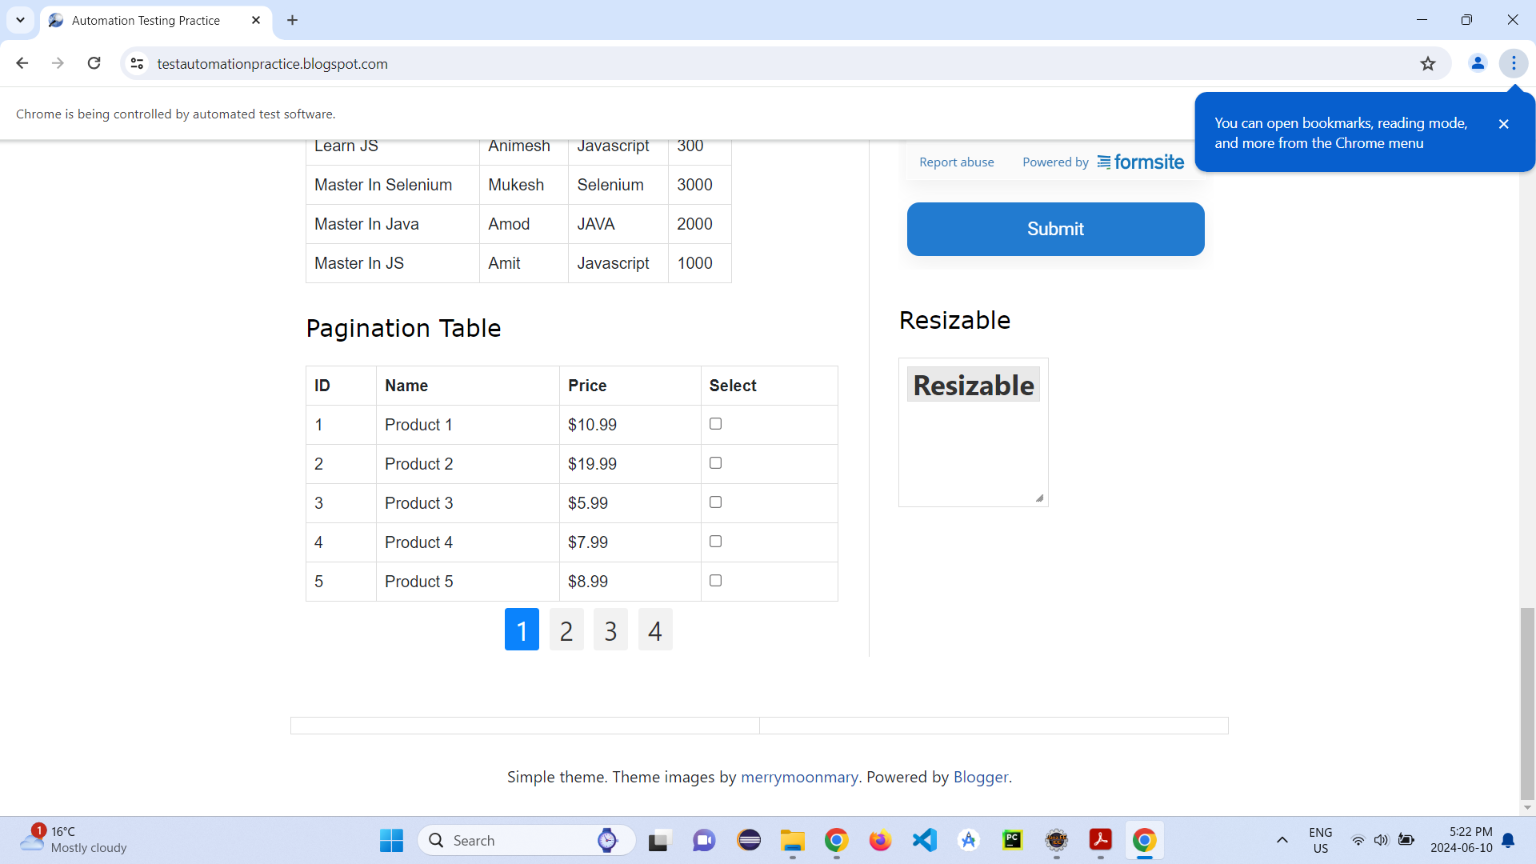 Automation Testing Practice
testautomationpractice.blogspot.com
Chrome is being controlled by automated test software.
You can open bookmarks, reading mode,
and more from the Chrome menu
Learn JS Animesh Javascript 300
Master In Selenium Mukesh Selenium 3000
Master In Java Amod JAVA 2000
Master In JS Amit Javascript 1000
Report abuse Powered by formsite
Submit
Pagination Table
ID Name Price Select
1 Product 1 $10.99
2 Product 2 $19.99
3 Product 3 $5.99
4 Product 4 $7.99
5 Product 5 $8.99
1 2 3 4
Resizable
Resizable
Simple theme. Theme images by merrymoonmary. Powered by Blogger.
1
16°C
Mostly cloudy
Search
PC
ENG
US
5:22 PM
2024-06-10